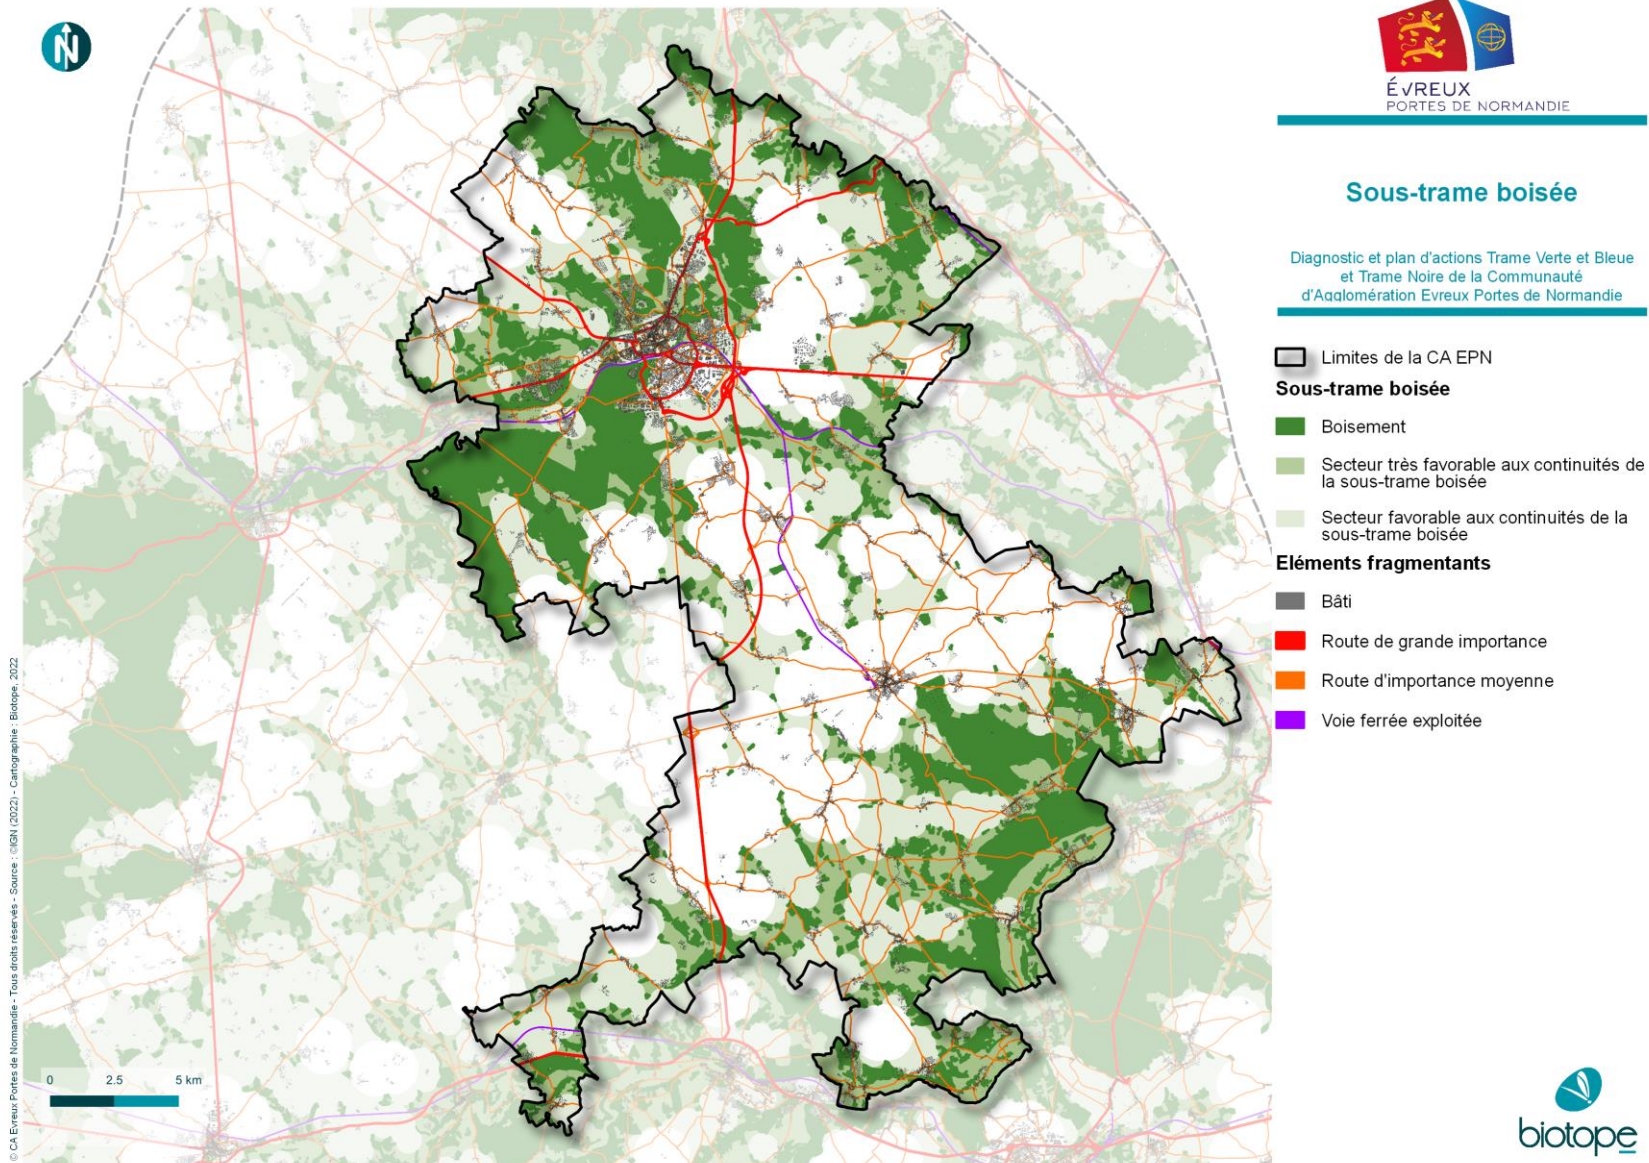 N
ÉVREUX
PORTES DE NORMANDIE
Sous-trame boisée
Diagnostic et plan d'actions Trame Verte et Bleue
et Trame Noire de la Communauté
d'Agglomération Evreux Portes de Normandie
Limites de la CA EPN
Sous-trame boisée
Boisement
Secteur très favorable aux continuités de
la sous-trame boisée
Secteur favorable aux continuités de la
sous-trame boisée
Eléments fragmentants
Bâti
Route de grande importance
Route d'importance moyenne
Voie ferrée exploitée
0 2.5 5 km
© CA Evreux Portes de Normandie - Tous droits réservés - Source : ©IGN (2022) - Cartographie : Biotope, 2022
biotope